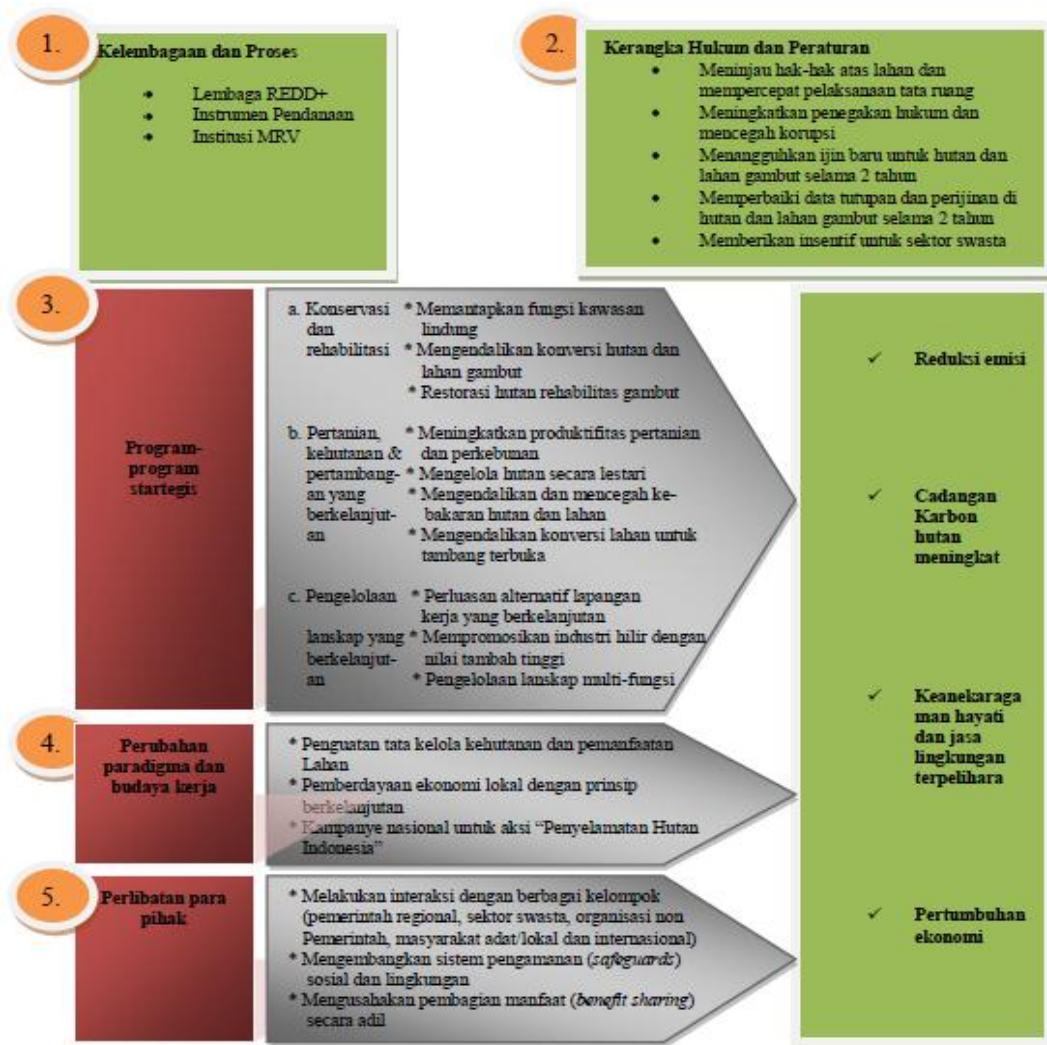 1.
Kelembagaan dan Proses
• Lembaga REDD+
• Instrumen Pendanaan
• Institusi MRV
2.
Kerangka Hukum dan Peraturan
• Meninjau hak-hak atas lahan dan
mempercepat pelaksanaan tata ruang
• Meningkatkan penegakan hukum dan
mencegah korupsi
• Menangguhkan ijin baru untuk hutan dan
lahan gambut selama 2 tahun
• Memperbaiki data tutupan dan perijinan di
hutan dan lahan gambut selama 2 tahun
• Memberikan insentif untuk sektor swasta
3.
Program-
program
startegis
a. Konservasi * Memantapkan fungsi kawasan
dan lindung
rehabilitasi * Mengendalikan konversi hutan dan
lahan gambut
* Restorasi hutan rehabilitas gambut
b. Pertanian, * Meningkatkan produktifitas pertanian
kehutanan & dan perkebunan
pertambang- * Mengelola hutan secara lestari
an yang * Mengendalikan dan mencegah ke-
berkelanjut- bakaran hutan dan lahan
an * Mengendalikan konversi lahan untuk
tambang terbuka
c. Pengelolaan * Perluasan alternatif lapangan
kerja yang berkelanjutan
lanskap yang * Mempromosikan industri hilir dengan
berkelanjut- nilai tambah tinggi
an * Pengelolaan lanskap multi-fungsi
4.
Perubahan
paradigma dan
budaya kerja
* Penguatan tata kelola kehutanan dan pemanfaatan
Lahan
* Pemberdayaan ekonomi lokal dengan prinsip
berkelanjutan
* Kampanye nasional untuk aksi “Penyelamatan Hutan
Indonesia”
5.
Perlibatan para
pihak
* Melakukan interaksi dengan berbagai kelompok
(pemerintah regional, sektor swasta, organisasi non
Pemerintah, masyarakat adat/lokal dan internasional)
* Mengembangkan sistem pengamanan (safeguards)
sosial dan lingkungan
* Mengusahakan pembagian manfaat (benefit sharing)
secara adil
✓ Reduksi emisi
✓ Cadangan
Karbon
hutan
meningkat
✓ Keanekaraga
man hayati
dan jasa
lingkungan
terpelihara
✓ Pertumbuhan
ekonomi